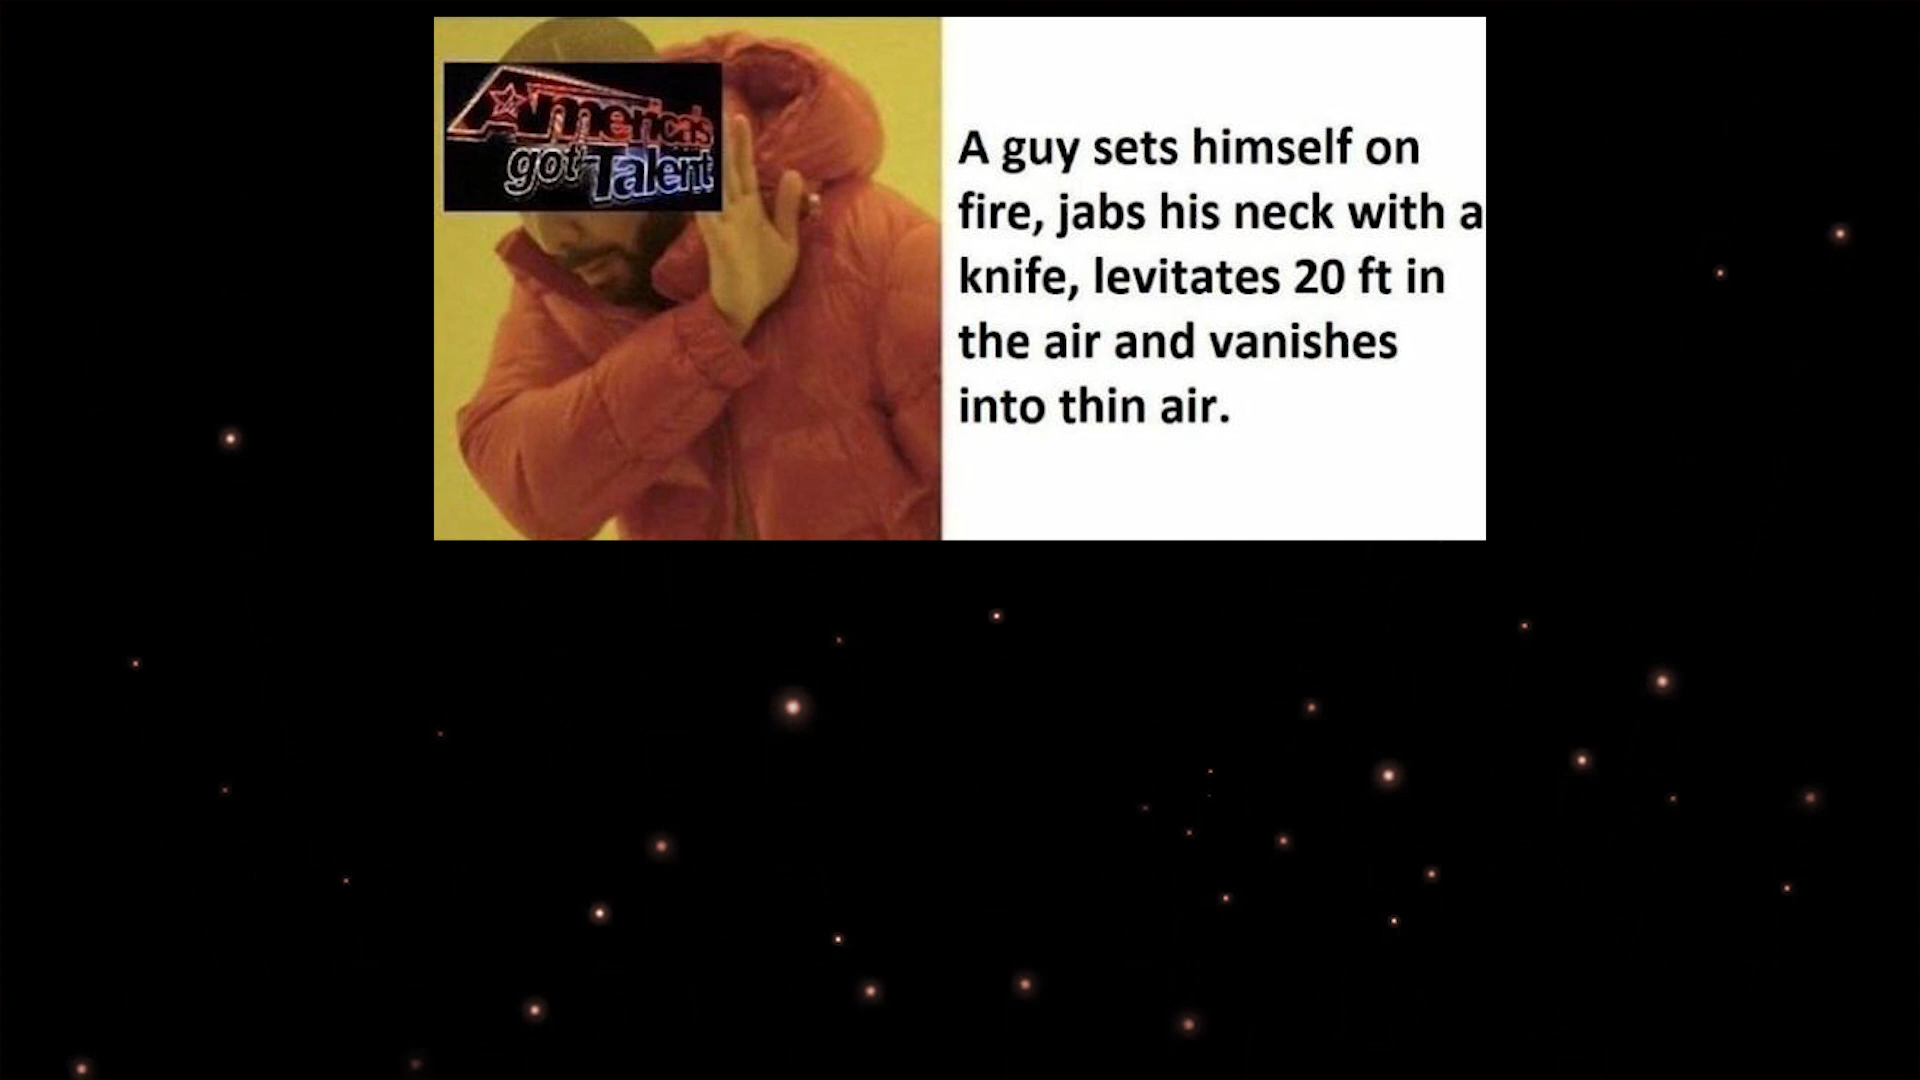 America's
got Talent
A guy sets himself on
fire, jabs his neck with a
knife, levitates 20 ft in
the air and vanishes
into thin air.